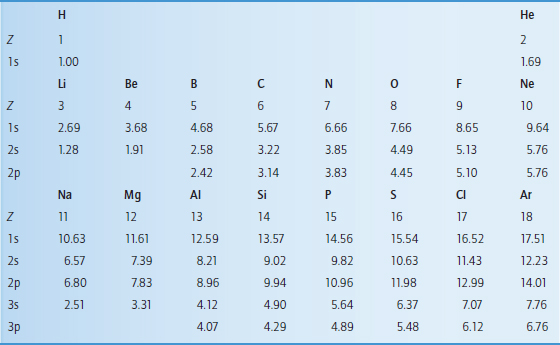 H He
Z 1 2
1s 1.00 1.69
Li Be B C N O F Ne
Z 3 4 5 6 7 8 9 10
1s 2.69 3.68 4.68 5.67 6.66 7.66 8.65 9.64
2s 1.28 1.91 2.58 3.22 3.85 4.49 5.13 5.76
2p 2.42 3.14 3.83 4.45 5.10 5.76
Na Mg Al Si P S Cl Ar
Z 11 12 13 14 15 16 17 18
1s 10.63 11.61 12.59 13.57 14.56 15.54 16.52 17.51
2s 6.57 7.39 8.21 9.02 9.82 10.63 11.43 12.23
2p 6.80 7.83 8.96 9.94 10.96 11.98 12.99 14.01
3s 2.51 3.31 4.12 4.90 5.64 6.37 7.07 7.76
3p 4.07 4.29 4.89 5.48 6.12 6.76